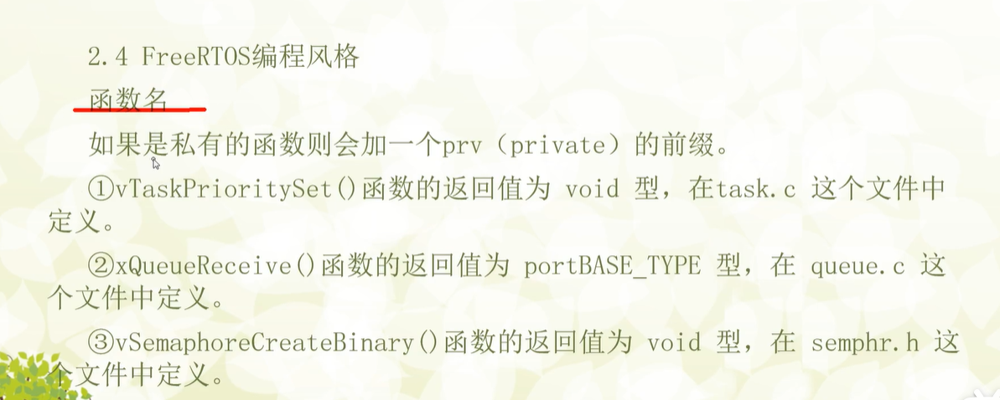 2.4 FreeRTOS编程风格
函数名
如果是私有的函数则会加一个prv（private）的前缀。
①vTaskPrioritySet()函数的返回值为 void 型，在task.c 这个文件中
定义。
②xQueueReceive()函数的返回值为 portBASE_TYPE 型，在 queue.c 这
个文件中定义。
③vSemaphoreCreateBinary()函数的返回值为 void 型，在 semphr.h 这
个文件中定义。